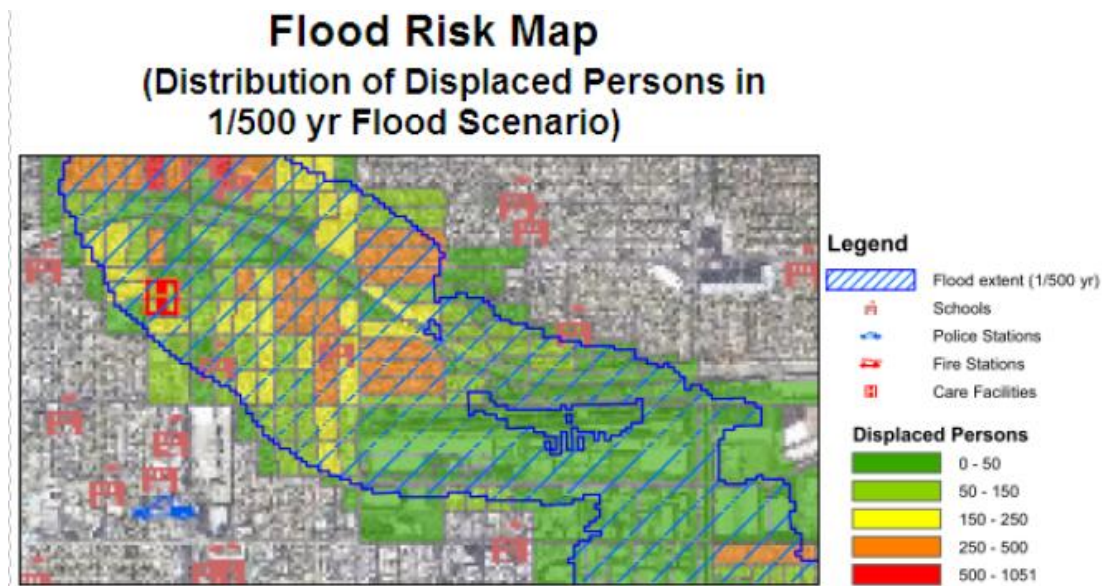 Flood Risk Map
(Distribution of Displaced Persons in
1/500 yr Flood Scenario)
Legend
Flood extent (1/500 yr)
Schools
Police Stations
Fire Stations
Care Facilities
Displaced Persons
0 - 50
50 - 150
150 - 250
250 - 500
500 - 1051